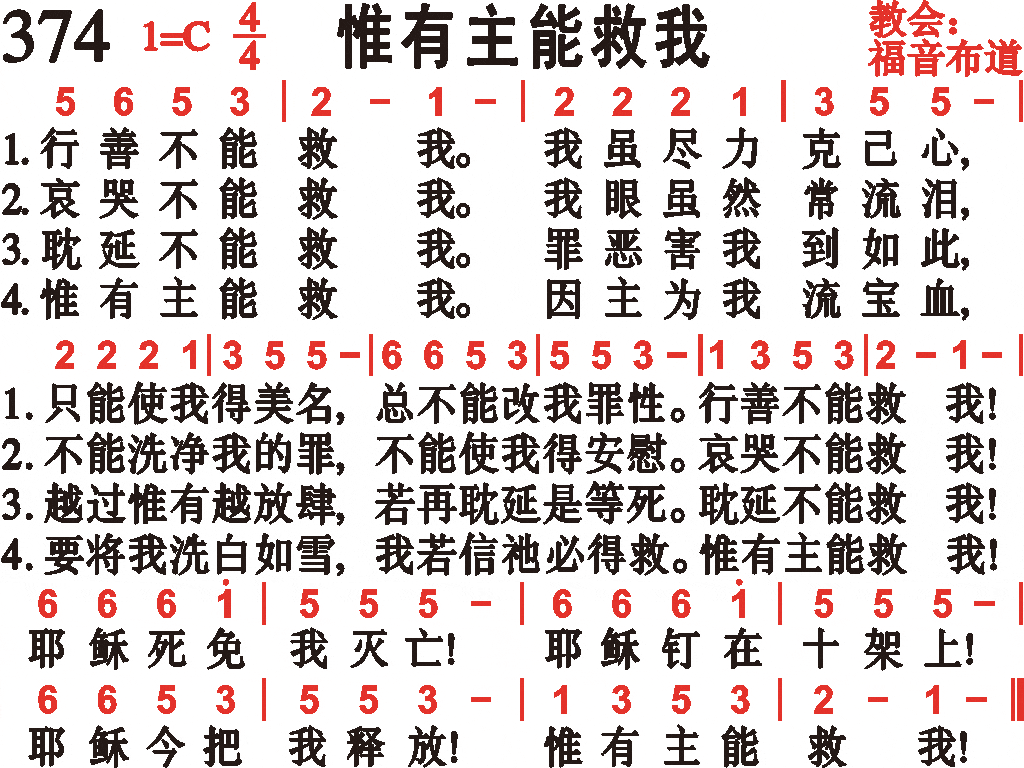 374 1=C 4/4 惟有主能救我 教会：
福音布道
5 6 5 3 | 2 - 1 - | 2 2 2 1 | 3 5 5 - |
1. 行善不能救 我。 我虽尽力克己心，
2. 哀哭不能救 我。 我眼虽然常流泪，
3. 耽延不能救 我。 罪恶害我到如此，
4. 惟有主能救 我。 因主为我流宝血，
2 2 2 1 | 3 5 5 - | 6 6 5 3 | 5 5 3 - | 1 3 5 3 | 2 - 1 - |
1. 只能使我得美名，总不能改我罪性。行善不能救 我！
2. 不能洗净我的罪，不能使我得安慰。哀哭不能救 我！
3. 越过惟有越放肆，若再耽延是等死。耽延不能救 我！
4. 要将我洗白如雪，我若信祂必得救。惟有主能救 我！
6 6 6 1̇ | 5 5 5 - | 6 6 6 1̇ | 5 5 5 - |
耶稣死免 我灭亡！ 耶稣钉在十架上！
6 6 5 3 | 5 5 3 - | 1 3 5 3 | 2 - 1 - ‖
耶稣今把 我释放！ 惟有主能 救 我！